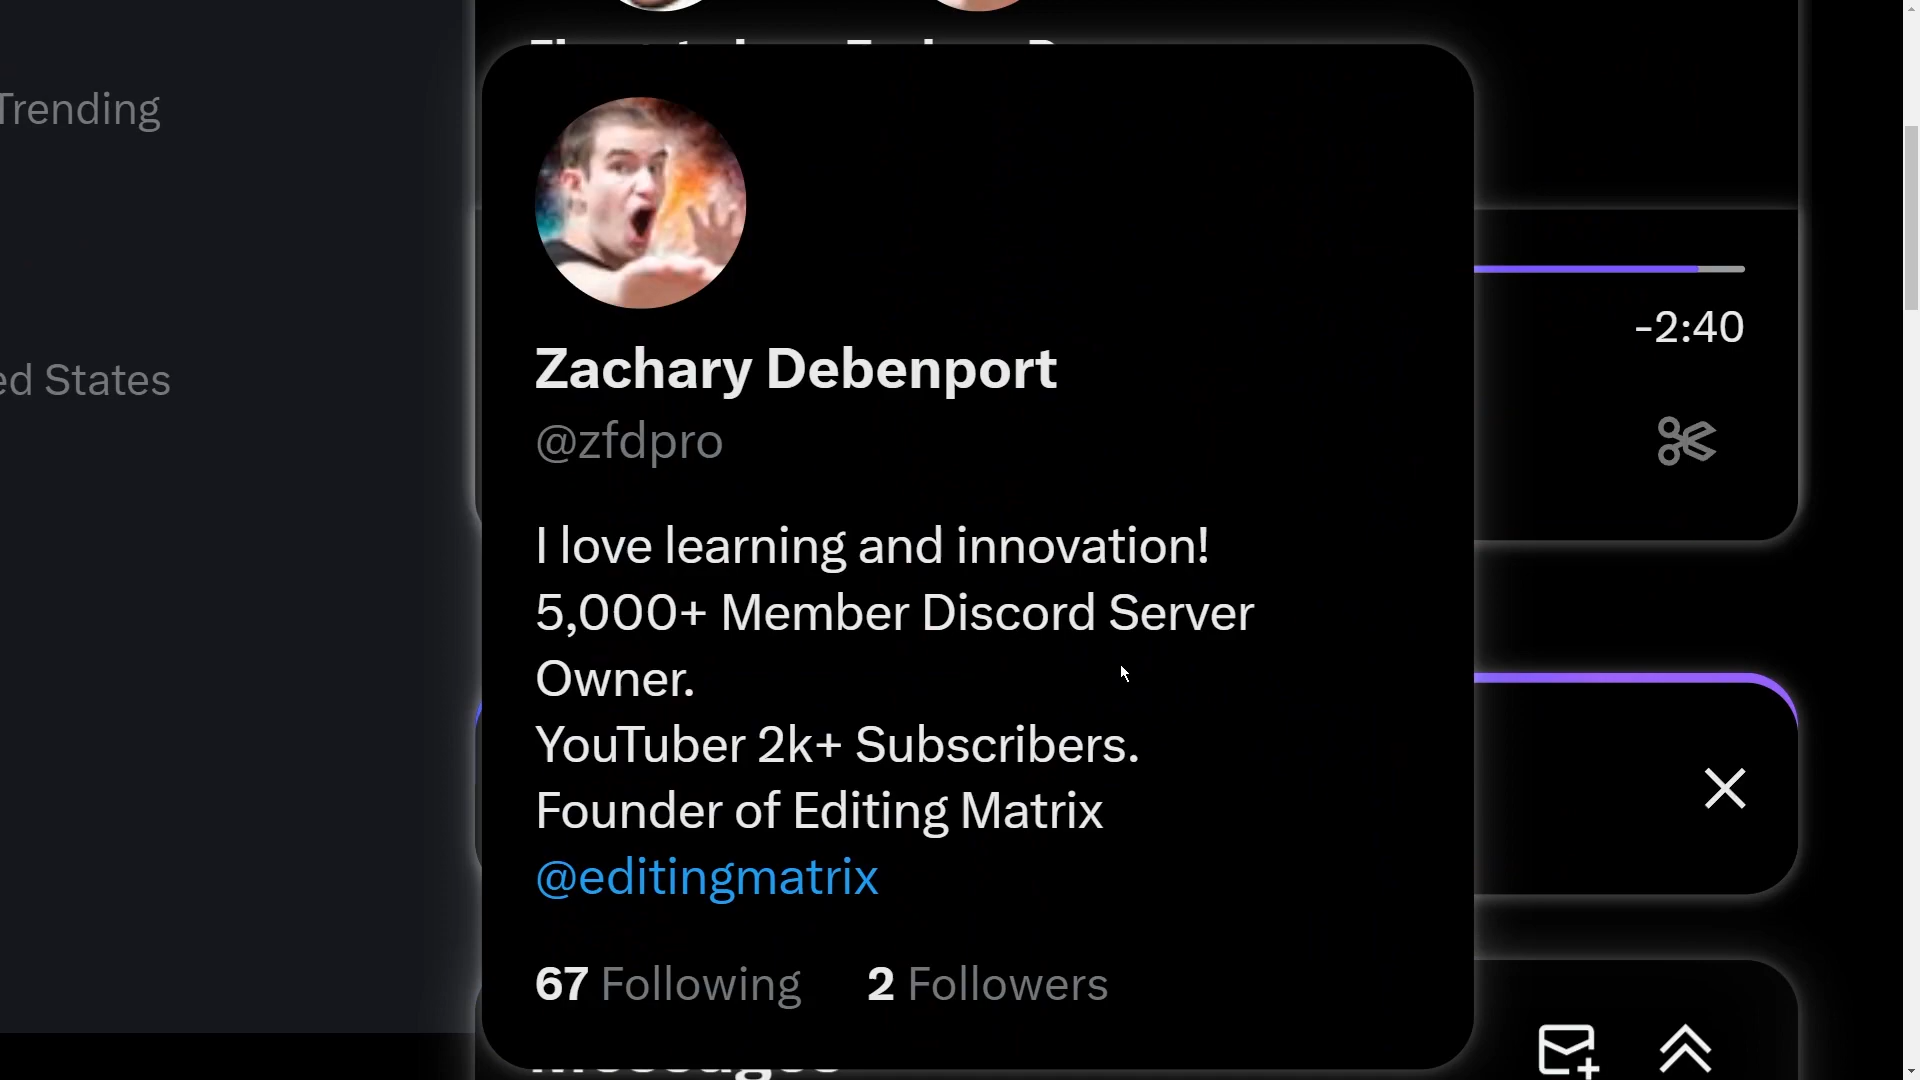 Trending
ed States
Zachary Debenport
@zfdpro
I love learning and innovation!
5,000+ Member Discord Server
Owner.
YouTuber 2k+ Subscribers.
Founder of Editing Matrix
@editingmatrix
67 Following 2 Followers
-2:40
Messages